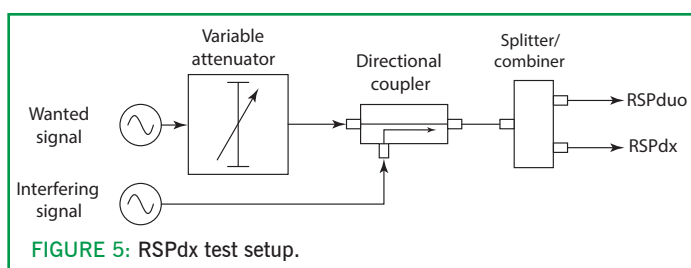 Variable
attenuator
Directional
coupler
Splitter/
combiner
Wanted
signal
RSPduo
RSPdx
Interfering
signal
FIGURE 5: RSPdx test setup.